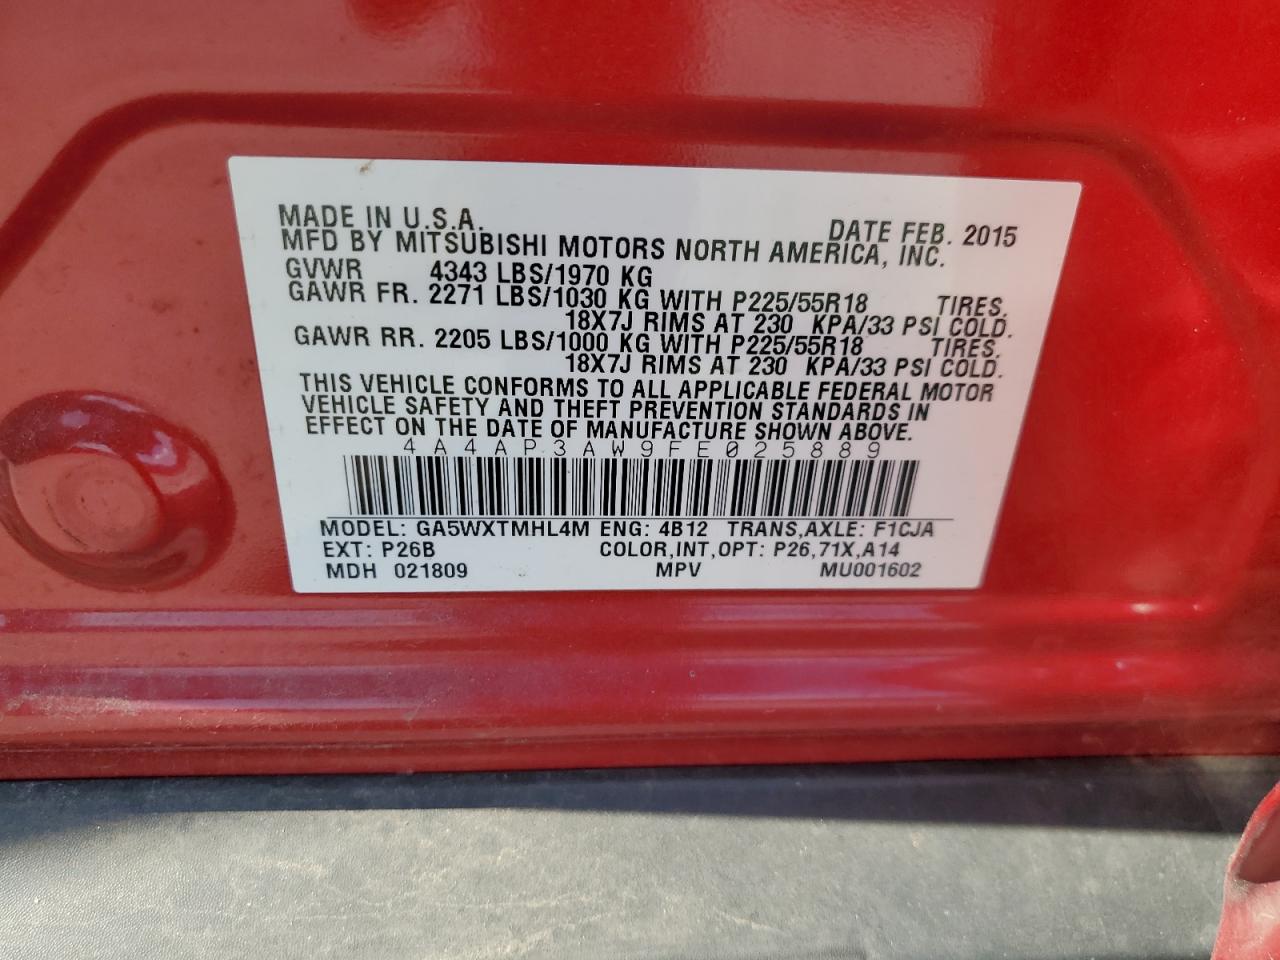 MADE IN U.S.A. DATE FEB. 2015
MFD BY MITSUBISHI MOTORS NORTH AMERICA, INC.
GVWR 4343 LBS/1970 KG
GAWR FR. 2271 LBS/1030 KG WITH P225/55R18 TIRES.
18X7J RIMS AT 230 KPA/33 PSI COLD.
GAWR RR. 2205 LBS/1000 KG WITH P225/55R18 TIRES.
18X7J RIMS AT 230 KPA/33 PSI COLD.
THIS VEHICLE CONFORMS TO ALL APPLICABLE FEDERAL MOTOR
VEHICLE SAFETY AND THEFT PREVENTION STANDARDS IN
EFFECT ON THE DATE OF MANUFACTURE SHOWN ABOVE.
4A4AP3AW9FE025889
MODEL: GA5WXTMHL4M ENG: 4B12 TRANS,AXLE: F1CJA
EXT: P26B COLOR,INT,OPT: P26,71X,A14
MDH 021809 MPV MU001602